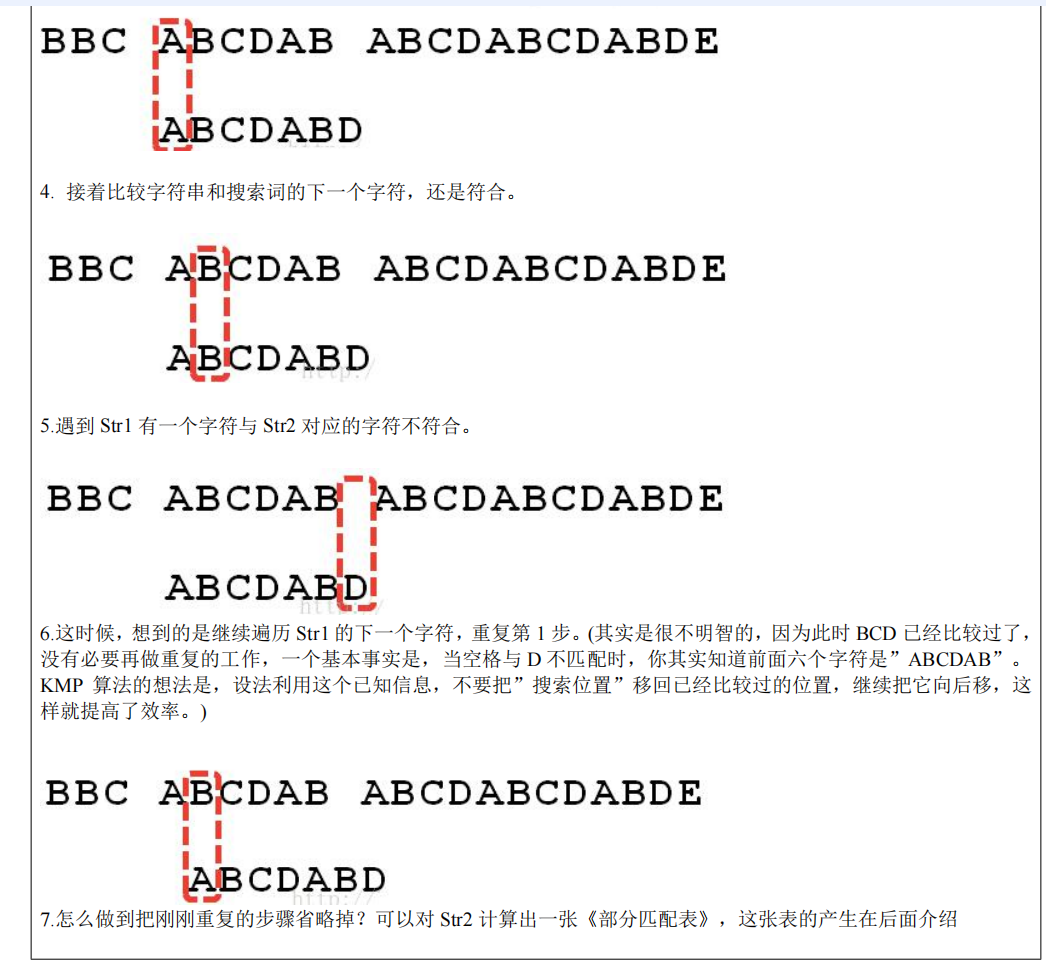 BBC ABCDAB ABCDABCDABDE
ABCDABD
4. 接着比较字符串和搜索词的下一个字符，还是符合。
BBC ABCDAB ABCDABCDABDE
ABCDABD
http:/
5.遇到 Str1 有一个字符与 Str2 对应的字符不符合。
BBC ABCDAB ABCDABCDABDE
ABCDABD
http://
6.这时候，想到的是继续遍历 Str1 的下一个字符，重复第 1 步。(其实是很不明智的，因为此时 BCD 已经比较过了，
没有必要再做重复的工作，一个基本事实是，当空格与 D 不匹配时，你其实知道前面六个字符是”ABCDAB”。
KMP 算法的想法是，设法利用这个已知信息，不要把”搜索位置”移回已经比较过的位置，继续把它向后移，这
样就提高了效率。)
BBC ABCDAB ABCDABCDABDE
ABCDABD
http://
7.怎么做到把刚刚重复的步骤省略掉？可以对 Str2 计算出一张《部分匹配表》，这张表的产生在后面介绍